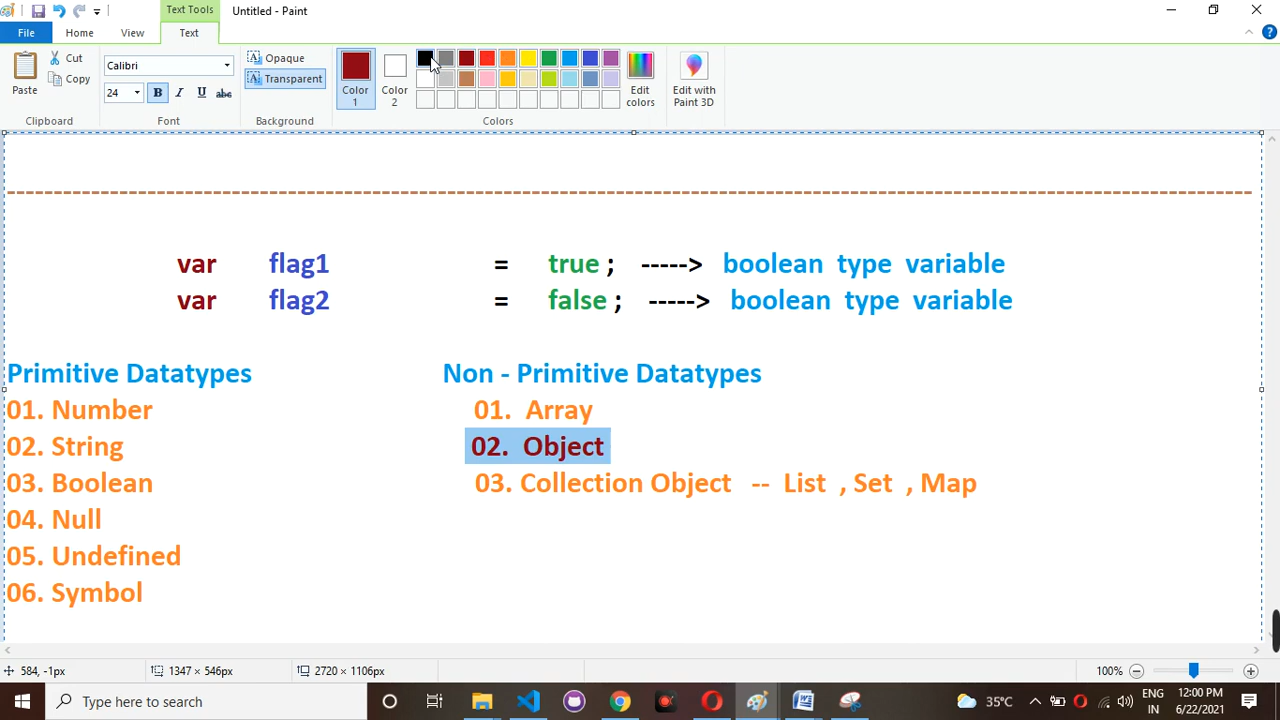 Text Tools
Untitled - Paint
File
Home
View
Text
Paste
Cut
Copy
Clipboard
Calibri
24
B I U abc
Font
Opaque
Transparent
Background
Color 1
Color 2
Edit colors
Edit with Paint 3D
Colors
--------------------------------------------------------------------------------
var flag1 = true ; -----> boolean type variable
var flag2 = false ; -----> boolean type variable
Primitive Datatypes
01. Number
02. String
03. Boolean
04. Null
05. Undefined
06. Symbol
Non - Primitive Datatypes
01. Array
02. Object
03. Collection Object -- List , Set , Map
584, -1px
1347 × 546px
2720 × 1106px
100%
Type here to search
35°C
ENG
IN
12:00 PM
6/22/2021